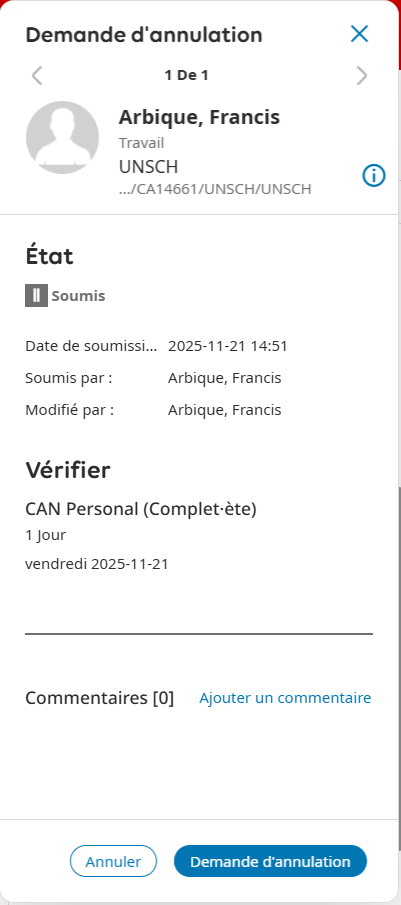 Demande d'annulation
1 De 1
Arbique, Francis
Travail
UNSCH
.../CA14661/UNSCH/UNSCH
État
Soumis
Date de soumissi... 2025-11-21 14:51
Soumis par : Arbique, Francis
Modifié par : Arbique, Francis
Vérifier
CAN Personal (Complet·ète)
1 Jour
vendredi 2025-11-21
Commentaires [0] Ajouter un commentaire
Annuler Demande d'annulation